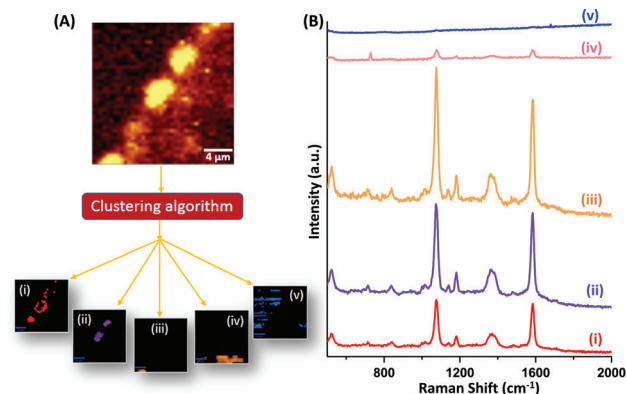 (A)
4 µm
Clustering algorithm
(i)
(ii)
(iii)
(iv)
(v)
(B)
(v)
(iv)
(iii)
(ii)
(i)
Intensity (a.u.)
800
1200
1600
2000
Raman Shift (cm⁻¹)